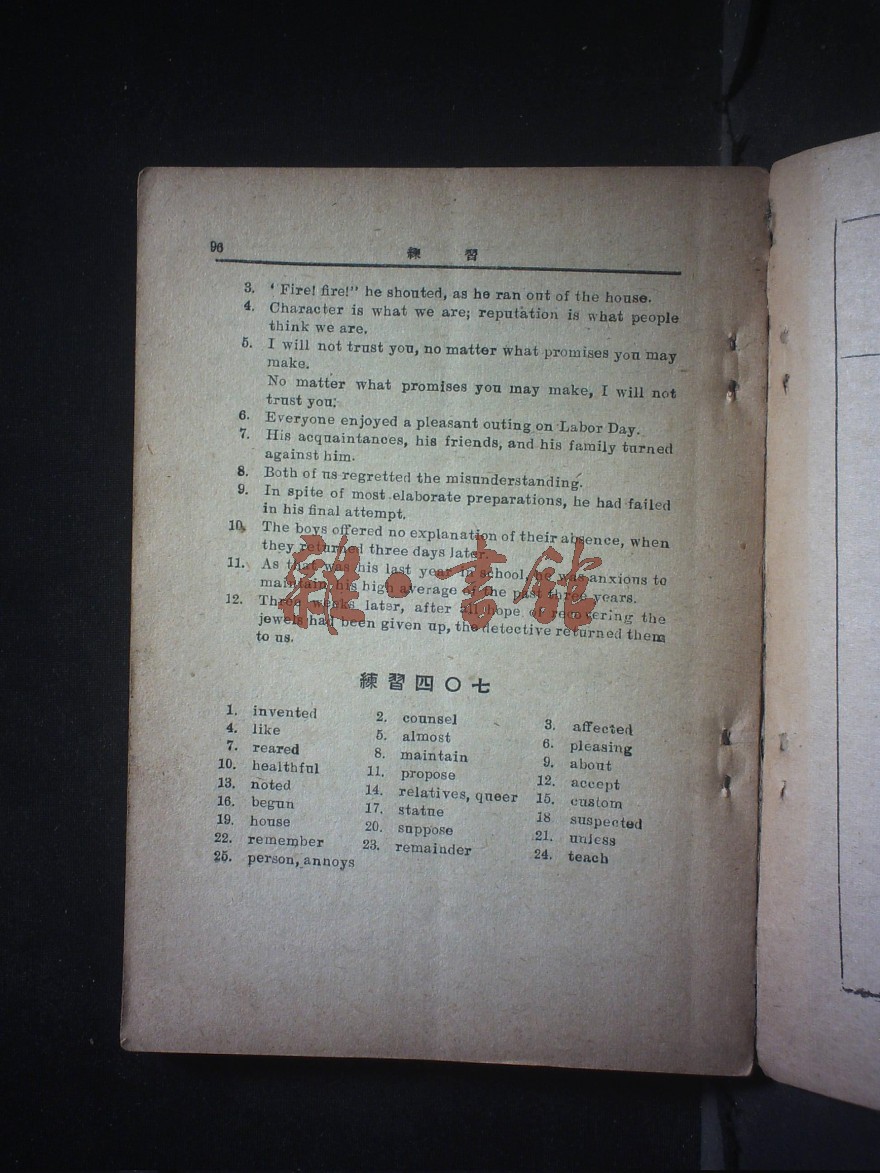 96
練習
3. ‘Fire! fire!” he shouted, as he ran out of the house.
4. Character is what we are; reputation is what people
think we are.
5. I will not trust you, no matter what promises you may
make.
No matter what promises you may make, I will not
trust you.
6. Everyone enjoyed a pleasant outing on Labor Day.
7. His acquaintances, his friends, and his family turned
against him.
8. Both of us regretted the misunderstanding.
9. In spite of most elaborate preparations, he had failed
in his final attempt.
10. The boys offered no explanation of their absence, when
they returned three days later.
11. As that was his last year in school, he was anxious to
maintain his high average of the past three years.
12. Three weeks later, after all hope of recovering the
jewels had been given up, the detective returned them
to us.
雜·書館
練習四〇七
1. invented 2. counsel 3. affected
4. like 5. almost 6. pleasing
7. reared 8. maintain 9. about
10. healthful 11. propose 12. accept
13. noted 14. relatives, queer 15. custom
16. begun 17. statue 18 suspected
19. house 20. suppose 21. unless
22. remember 23. remainder 24. teach
25. person, annoys